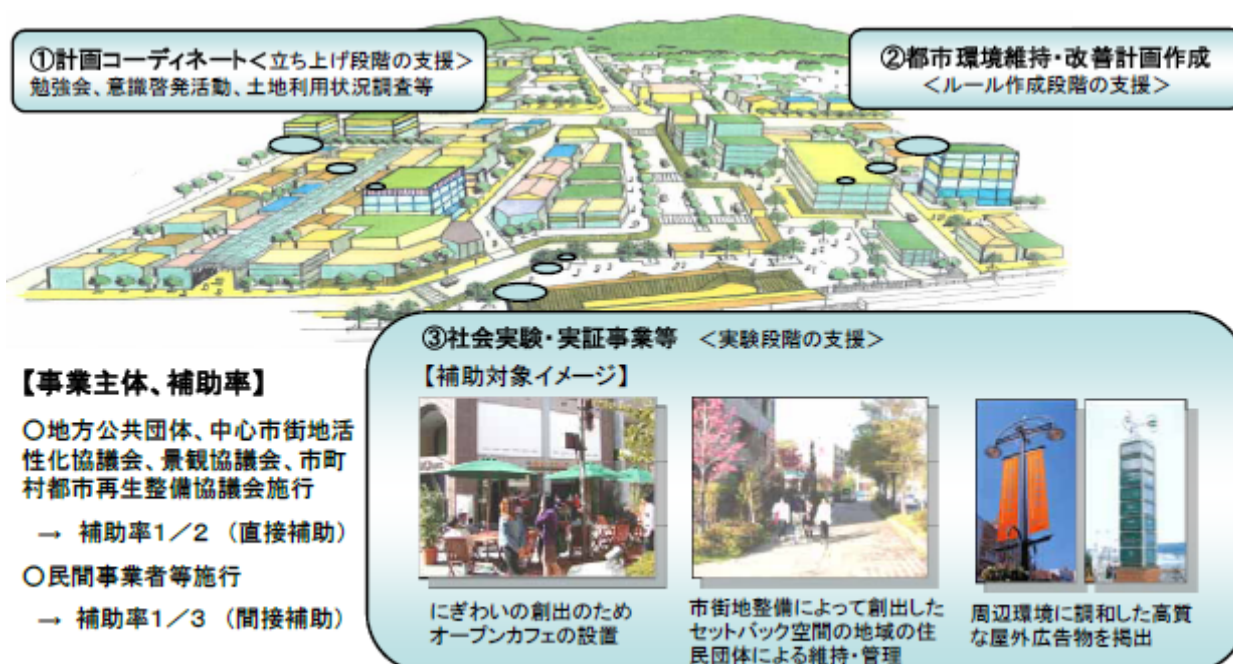 ①計画コーディネート<立ち上げ段階の支援>
勉強会、意識啓発活動、土地利用状況調査等
②都市環境維持・改善計画作成
<ルール作成段階の支援>
③社会実験・実証事業等 <実験段階の支援>
【補助対象イメージ】
にぎわいの創出のため
オープンカフェの設置
市街地整備によって創出した
セットバック空間の地域の住
民団体による維持・管理
周辺環境に調和した高質
な屋外広告物を掲出
【事業主体、補助率】
○地方公共団体、中心市街地活
性化協議会、景観協議会、市町
村都市再生整備協議会施行
→ 補助率1/2 (直接補助)
○民間事業者等施行
→ 補助率1/3 (間接補助)